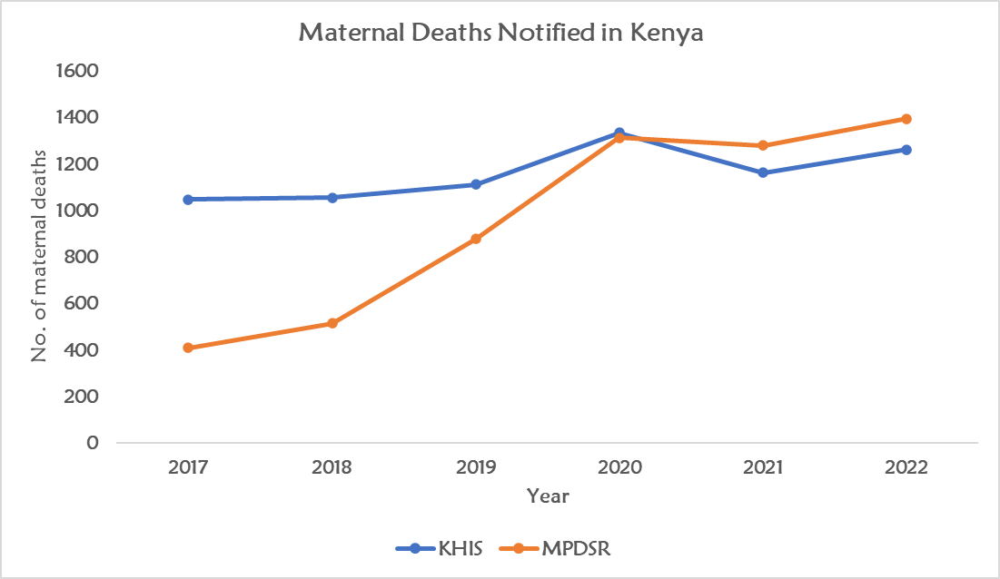 Maternal Deaths Notified in Kenya
1600
1400
1200
1000
800
600
400
200
0
No. of maternal deaths
2017 2018 2019 2020 2021 2022
Year
KHIS MPDSR